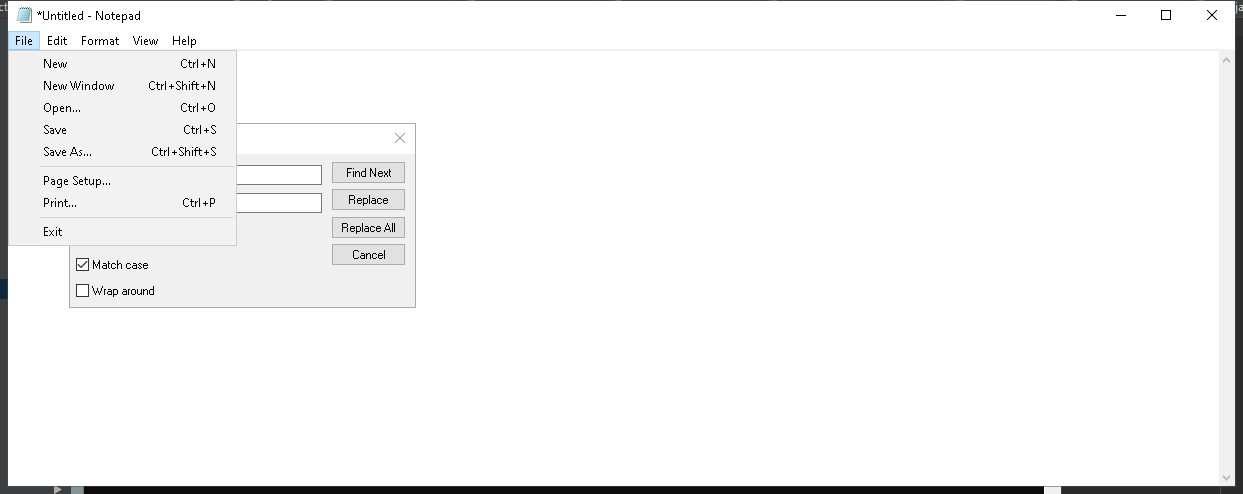 *Untitled - Notepad
File Edit Format View Help
New Ctrl+N
New Window Ctrl+Shift+N
Open... Ctrl+O
Save Ctrl+S
Save As... Ctrl+Shift+S
Page Setup...
Print... Ctrl+P
Exit
Find Next
Replace
Replace All
Cancel
Match case
Wrap around